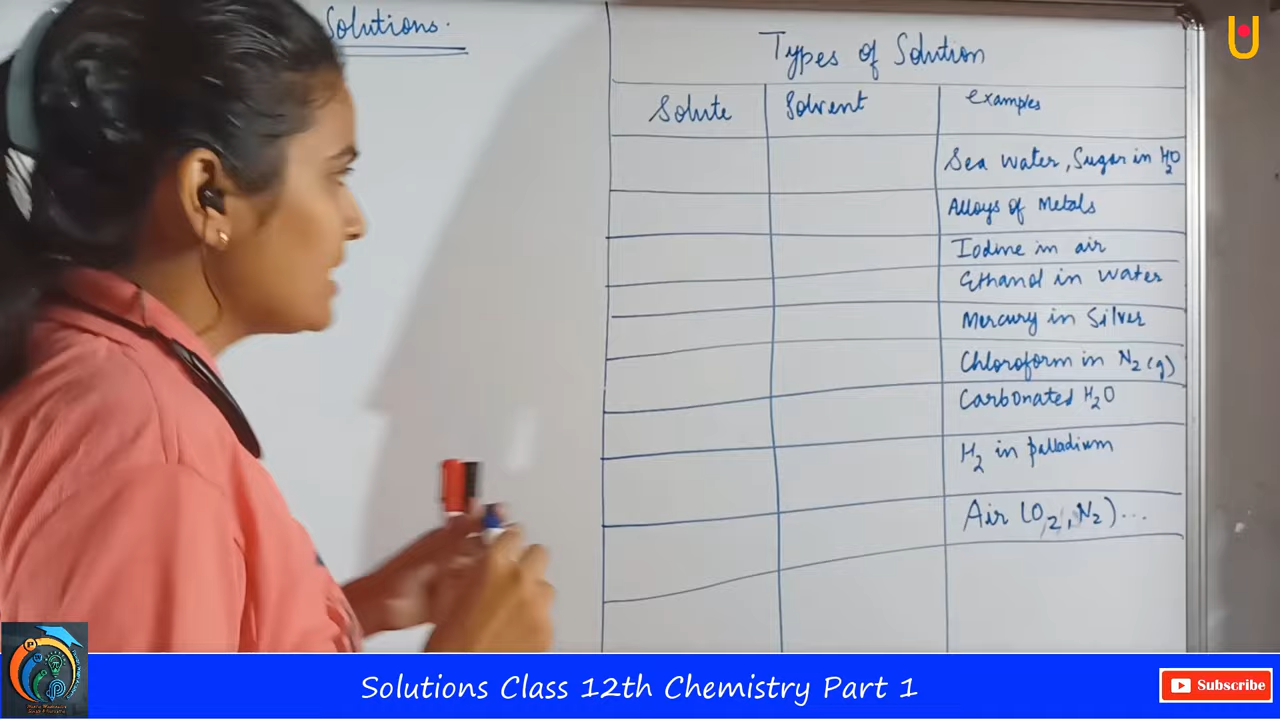 Solutions.
Types of Solution
Solute Solvent examples
Sea water, Sugar in H2O
Alloys of Metals
Iodine in air
Ethanol in water
Mercury in Silver
Chloroform in N2(g)
Carbonated H2O
H2 in palladium
Air (O2, N2)...
Solutions Class 12th Chemistry Part 1
Subscribe